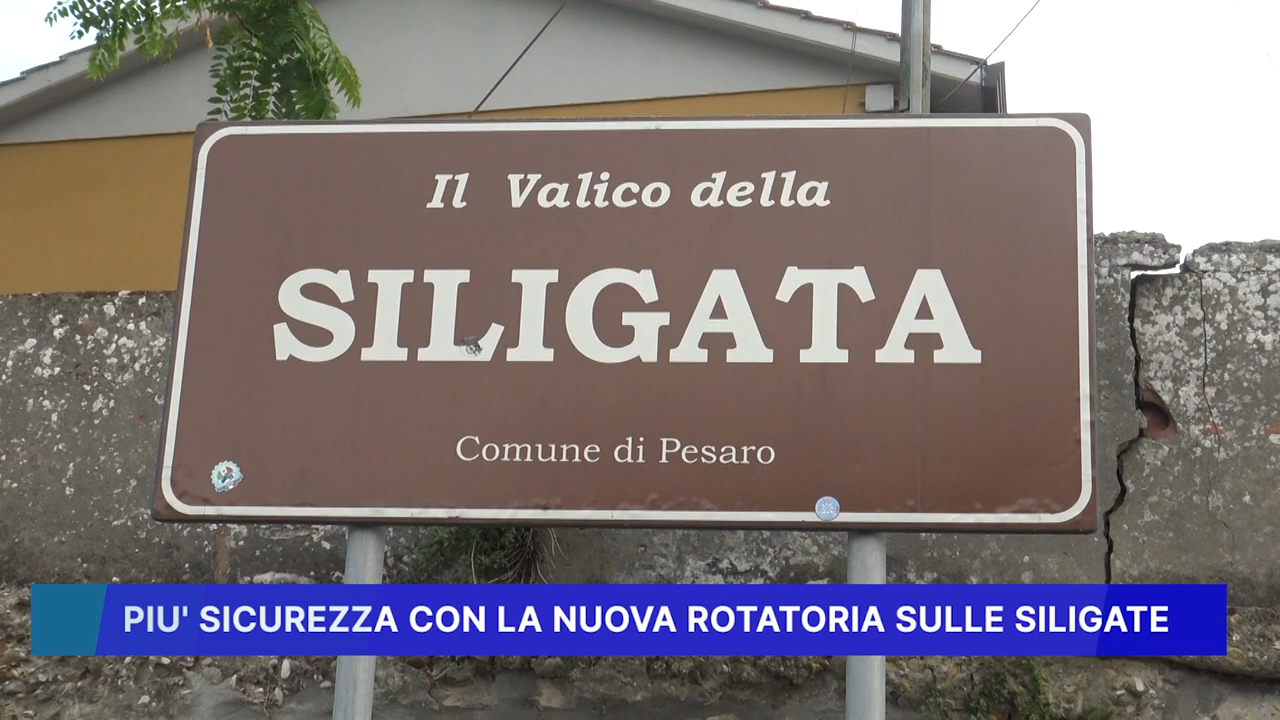 Il Valico della
SILIGATA
Comune di Pesaro
PIU' SICUREZZA CON LA NUOVA ROTATORIA SULLE SILIGATE